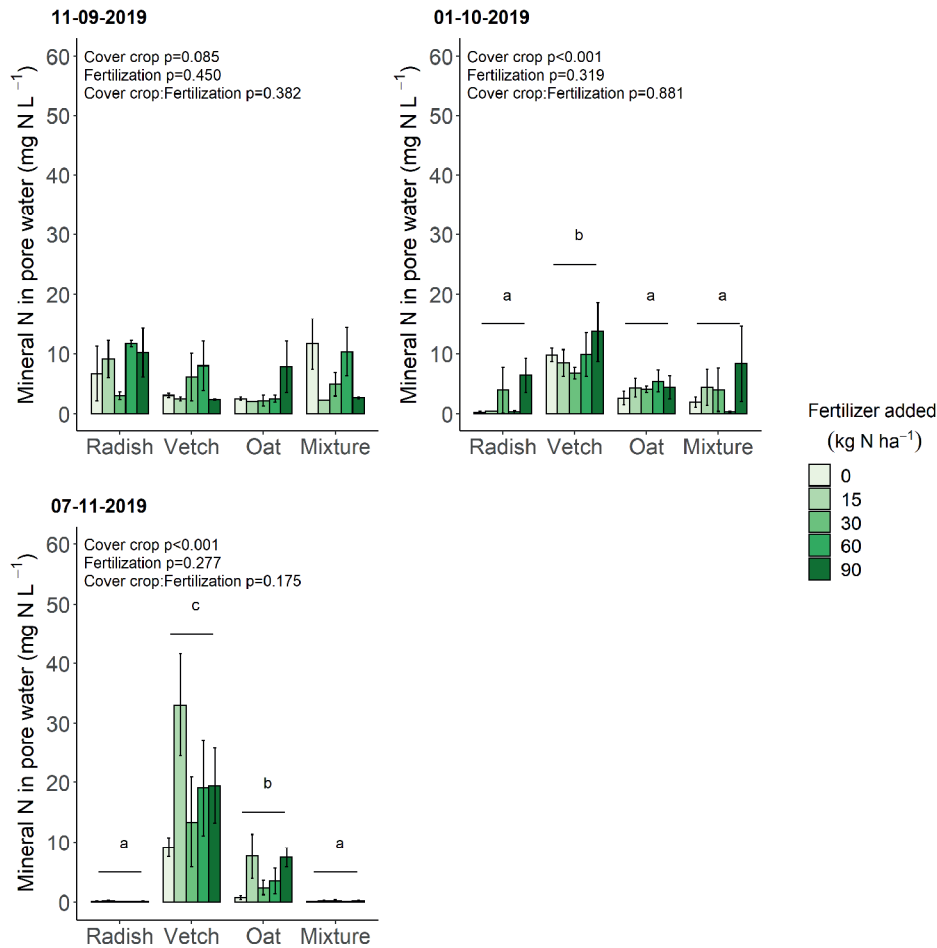 11-09-2019
Mineral N in pore water (mg N L⁻¹)
60
50
40
30
20
10
0
Cover crop p=0.085
Fertilization p=0.450
Cover crop:Fertilization p=0.382
Radish Vetch Oat Mixture
01-10-2019
Mineral N in pore water (mg N L⁻¹)
60
50
40
30
20
10
0
Cover crop p<0.001
Fertilization p=0.319
Cover crop:Fertilization p=0.881
a b a a
Radish Vetch Oat Mixture
07-11-2019
Mineral N in pore water (mg N L⁻¹)
60
50
40
30
20
10
0
Cover crop p<0.001
Fertilization p=0.277
Cover crop:Fertilization p=0.175
a c b a
Radish Vetch Oat Mixture
Fertilizer added
(kg N ha⁻¹)
0
15
30
60
90